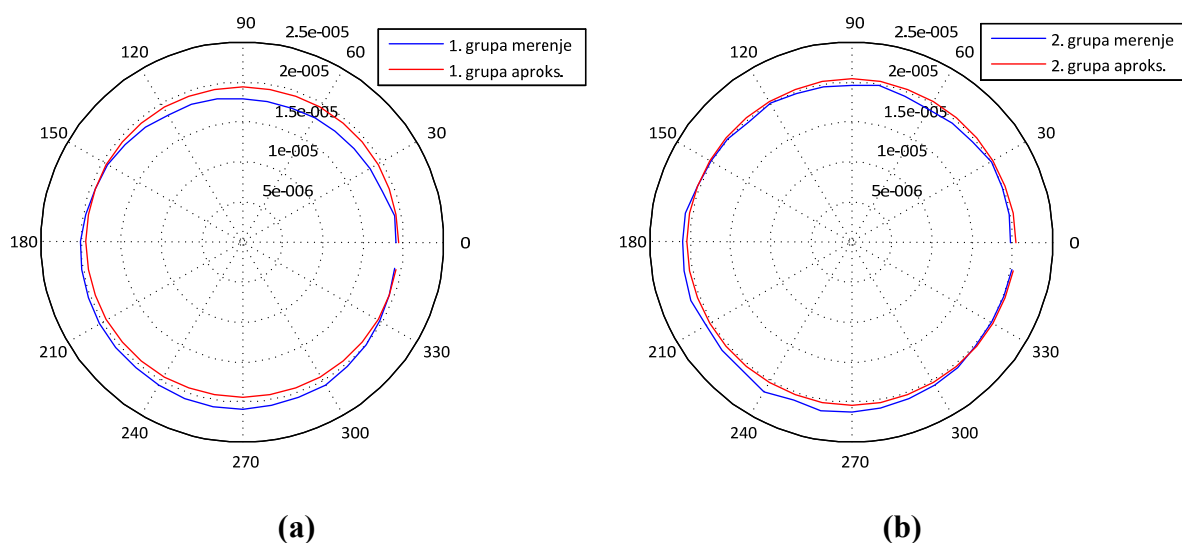 90
2.5e-005
120
60
2e-005
1.5e-005
150
30
1e-005
5e-006
180
0
210
330
240
300
270
1. grupa merenje
1. grupa aproks.
(a)
90
2.5e-005
120
60
2e-005
1.5e-005
150
30
1e-005
5e-006
180
0
210
330
240
300
270
2. grupa merenje
2. grupa aproks.
(b)